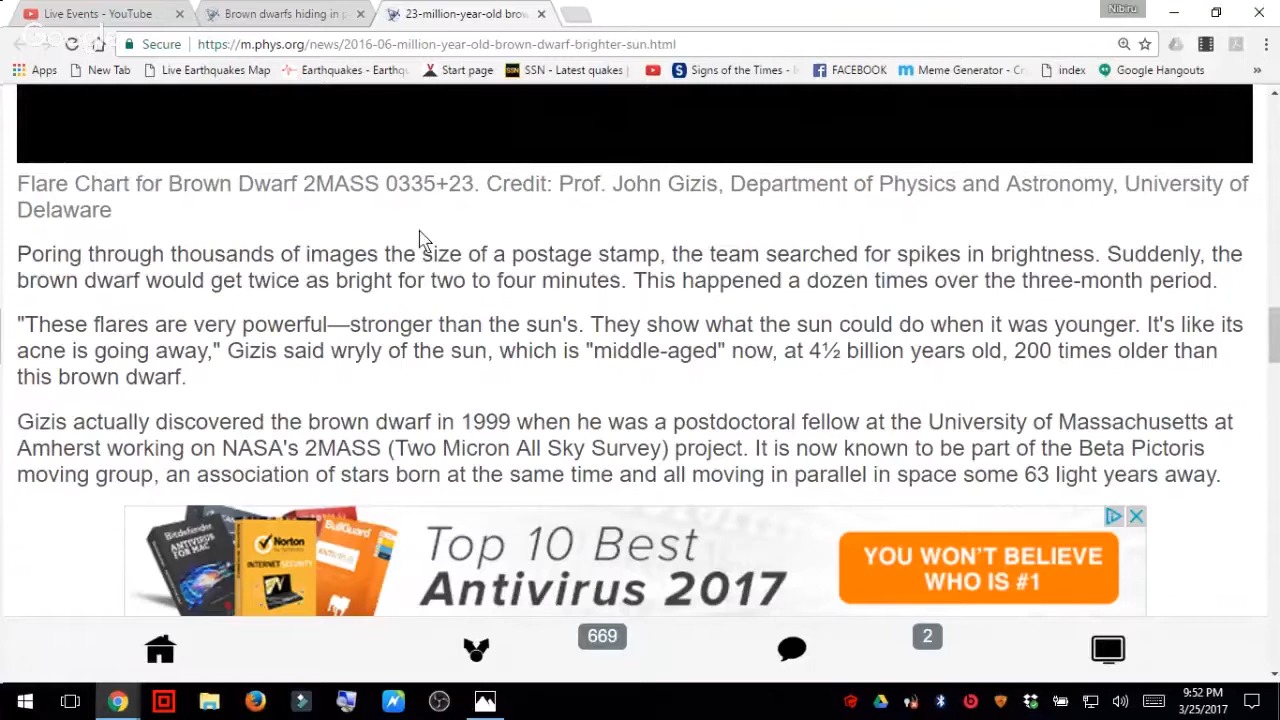 Live Events - YouTube
Brown dwarfs hiding in p
23-million-year-old brow
Nibiru
Google
Secure
https://m.phys.org/news/2016-06-million-year-old-brown-dwarf-brighter-sun.html
Apps
New Tab
Live Earthquakes Map
Earthquakes - Earthqu
Start page
SSN
SSN - Latest quakes
S
Signs of the Times - I
FACEBOOK
Meme Generator - C
index
Google Hangouts
»
Flare Chart for Brown Dwarf 2MASS 0335+23. Credit: Prof. John Gizis, Department of Physics and Astronomy, University of
Delaware
Poring through thousands of images the size of a postage stamp, the team searched for spikes in brightness. Suddenly, the
brown dwarf would get twice as bright for two to four minutes. This happened a dozen times over the three-month period.
"These flares are very powerful—stronger than the sun's. They show what the sun could do when it was younger. It's like its
acne is going away," Gizis said wryly of the sun, which is "middle-aged" now, at 4½ billion years old, 200 times older than
this brown dwarf.
Gizis actually discovered the brown dwarf in 1999 when he was a postdoctoral fellow at the University of Massachusetts at
Amherst working on NASA's 2MASS (Two Micron All Sky Survey) project. It is now known to be part of the Beta Pictoris
moving group, an association of stars born at the same time and all moving in parallel in space some 63 light years away.
Bitdefender
ANTIVIRUS FOR MAC
Norton
INTERNET SECURITY
BullGuard
ANTIVIRUS
Top 10 Best
Antivirus 2017
YOU WON'T BELIEVE
WHO IS #1
669
2
9:52 PM
3/25/2017